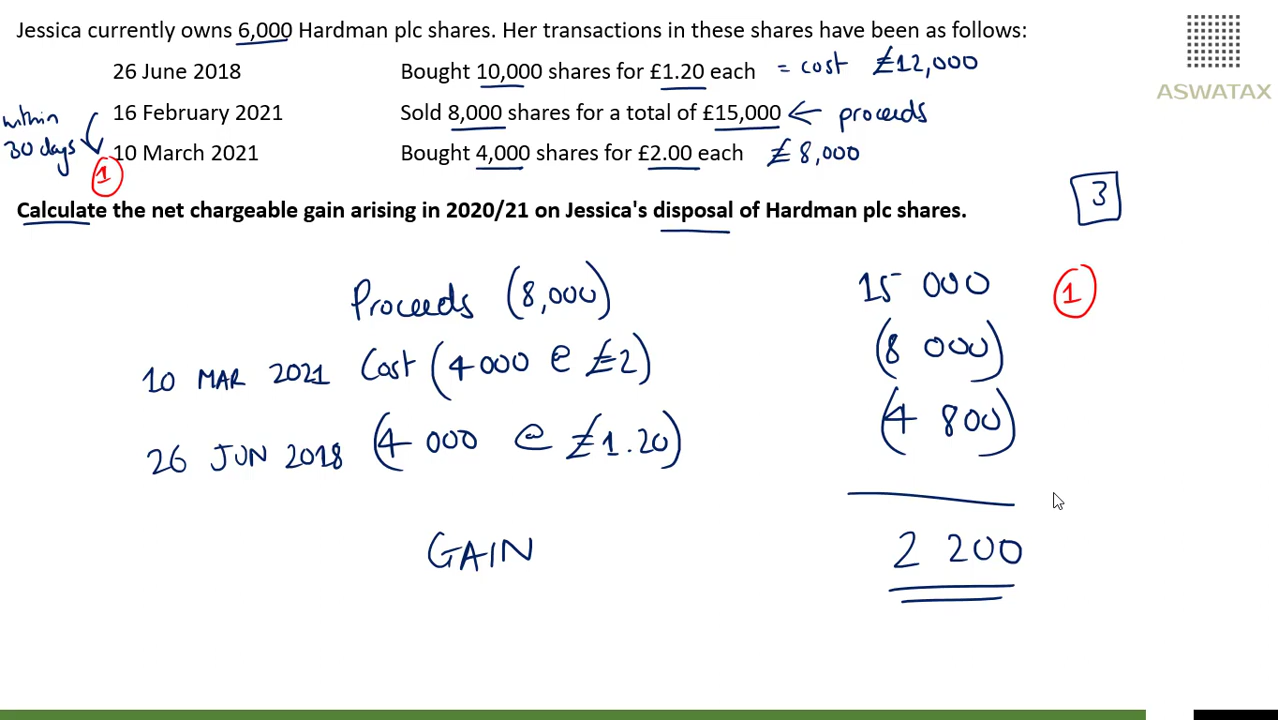 Jessica currently owns 6,000 Hardman plc shares. Her transactions in these shares have been as follows:
26 June 2018 Bought 10,000 shares for £1.20 each = cost £12,000
16 February 2021 Sold 8,000 shares for a total of £15,000 ← proceeds
10 March 2021 Bought 4,000 shares for £2.00 each £8,000
within
30 days
1
ASWATAX
Calculate the net chargeable gain arising in 2020/21 on Jessica's disposal of Hardman plc shares.
3
Proceeds (8,000) 15 000 1
10 MAR 2021 Cost (4 000 @ £2) (8 000)
26 JUN 2018 (4 000 @ £1.20) (4 800)
GAIN 2 200